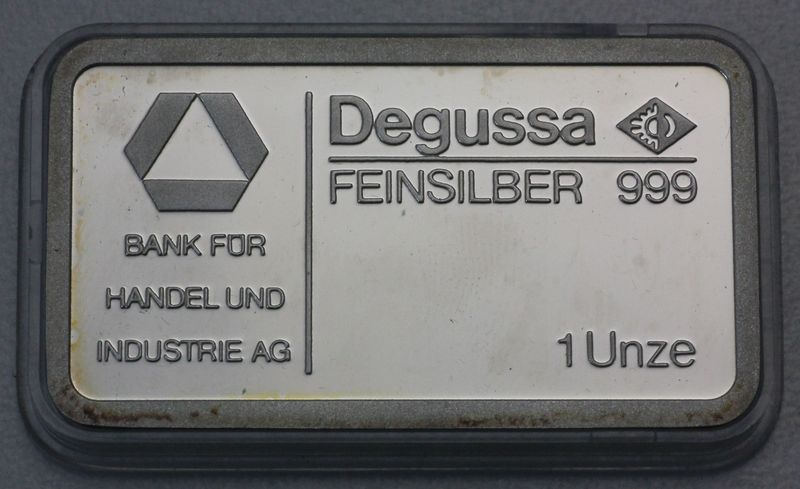 BANK FÜR
HANDEL UND
INDUSTRIE AG
Degussa
FEINSILBER 999
1 Unze